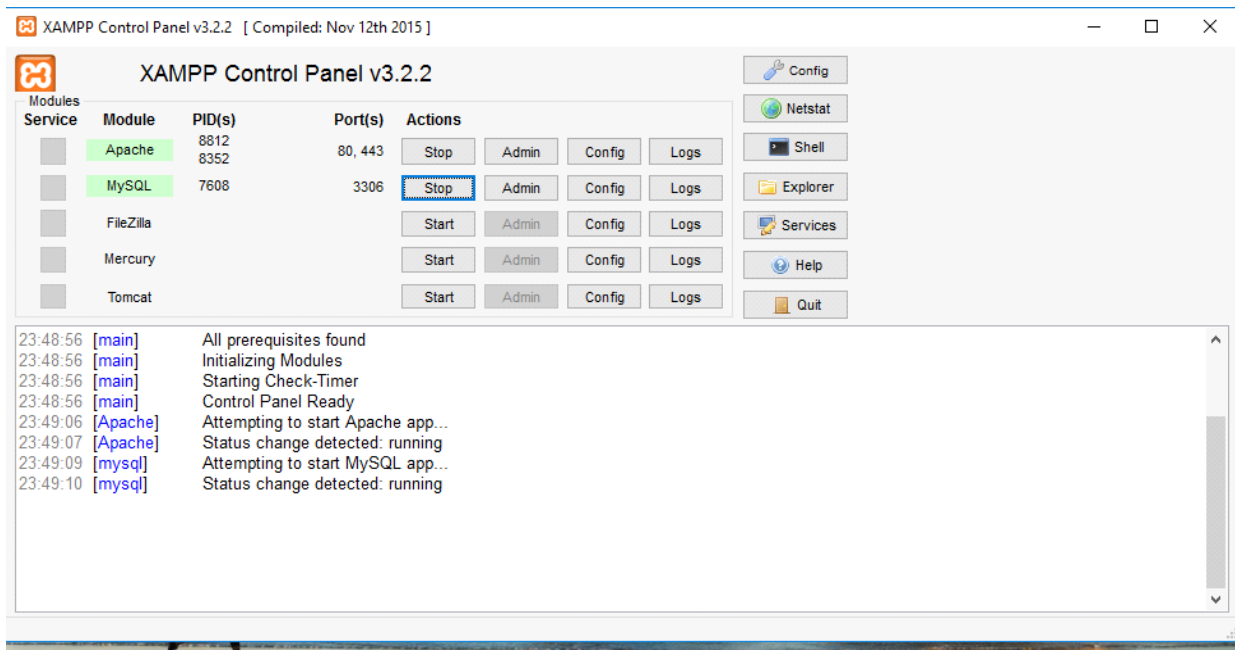 XAMPP Control Panel v3.2.2 [ Compiled: Nov 12th 2015 ]
XAMPP Control Panel v3.2.2
Config
Modules
Netstat
Service Module PID(s) Port(s) Actions
Apache 8812 80, 443 Stop Admin Config Logs
8352
Shell
MySQL 7608 3306 Stop Admin Config Logs
Explorer
FileZilla Start Admin Config Logs
Services
Mercury Start Admin Config Logs
Help
Tomcat Start Admin Config Logs
Quit
23:48:56 [main] All prerequisites found
23:48:56 [main] Initializing Modules
23:48:56 [main] Starting Check-Timer
23:48:56 [main] Control Panel Ready
23:49:06 [Apache] Attempting to start Apache app...
23:49:07 [Apache] Status change detected: running
23:49:09 [mysql] Attempting to start MySQL app...
23:49:10 [mysql] Status change detected: running